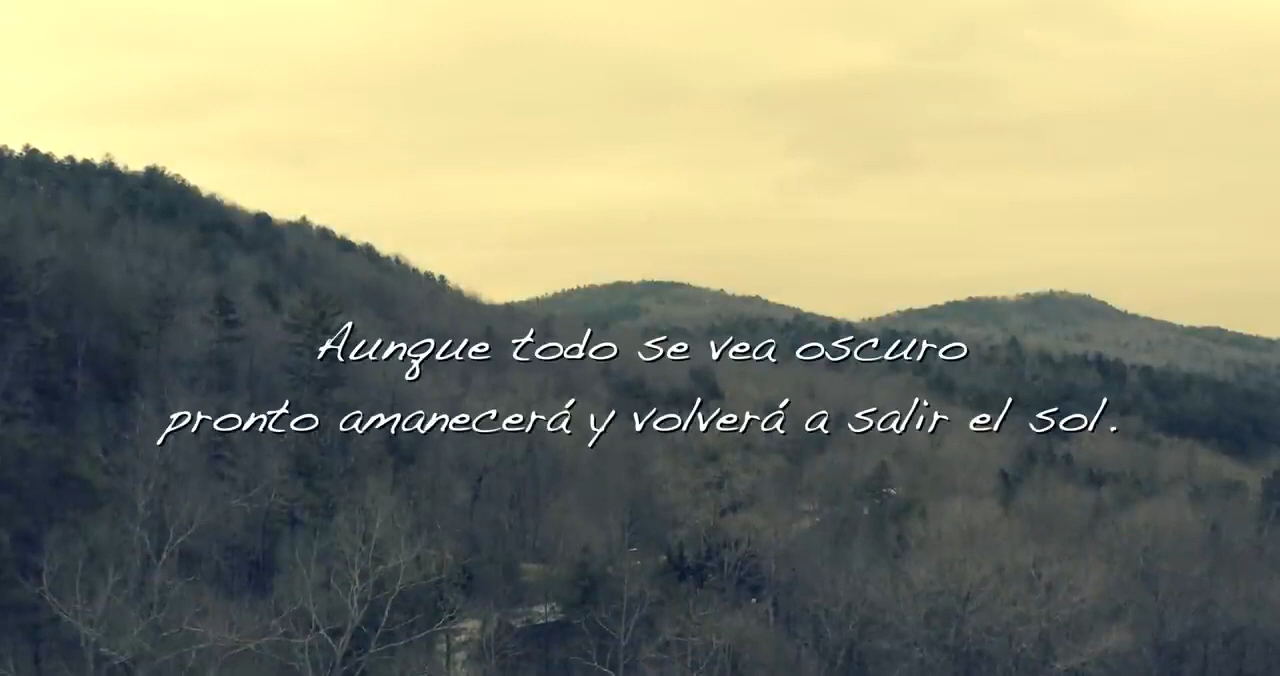 Aunque todo se vea oscuro
pronto amanecerá y volverá a salir el sol.